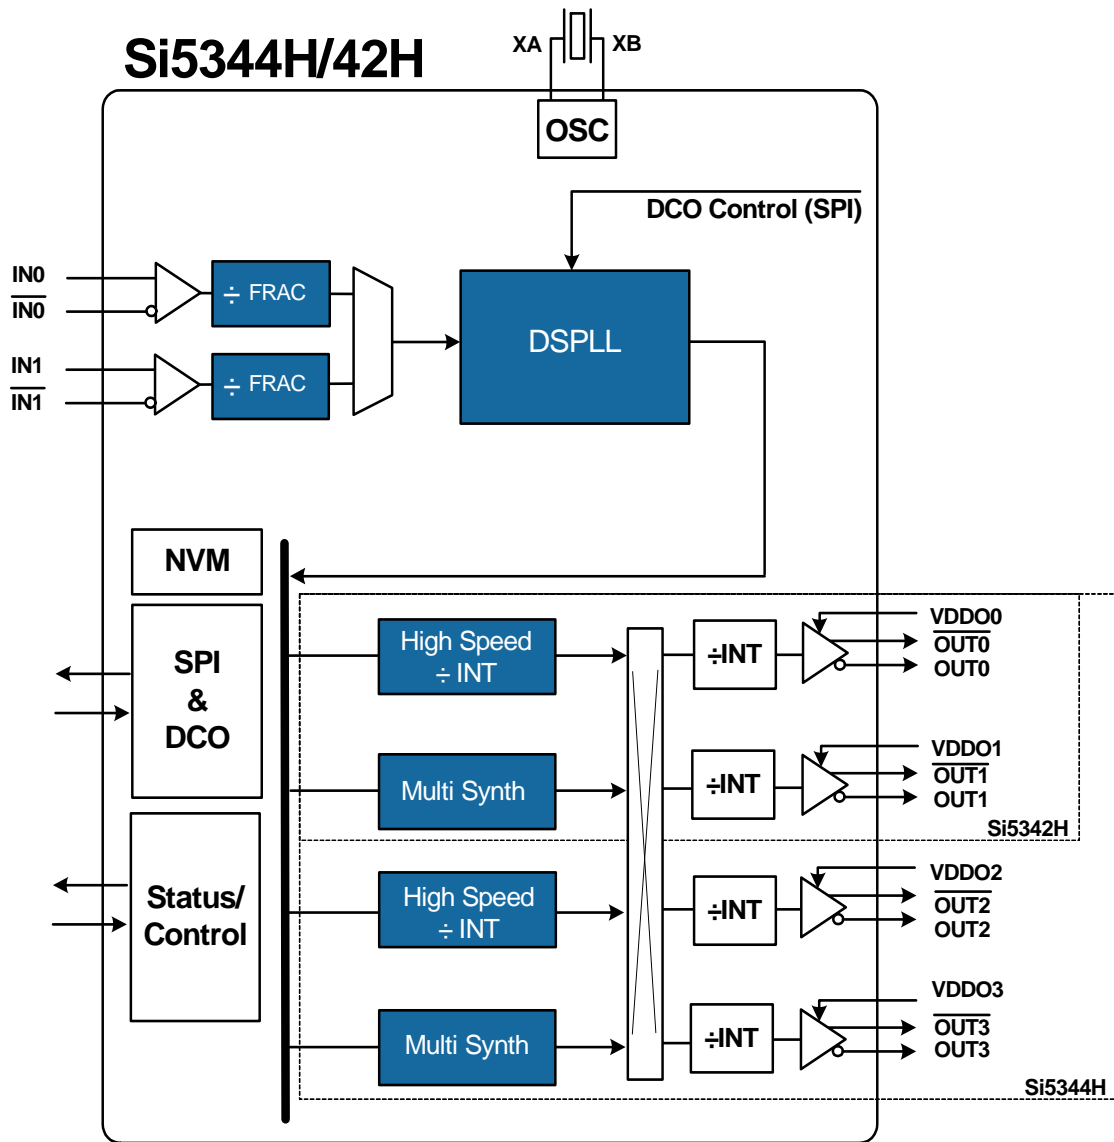 Si5344H/42H
XA
XB
OSC
DCO Control (SPI)
IN0
IN0
÷ FRAC
IN1
IN1
÷ FRAC
DSPLL
NVM
SPI
&
DCO
Status/
Control
High Speed
÷ INT
÷INT
VDDO0
OUT0
OUT0
Multi Synth
÷INT
VDDO1
OUT1
OUT1
Si5342H
High Speed
÷ INT
÷INT
VDDO2
OUT2
OUT2
Multi Synth
÷INT
VDDO3
OUT3
OUT3
Si5344H